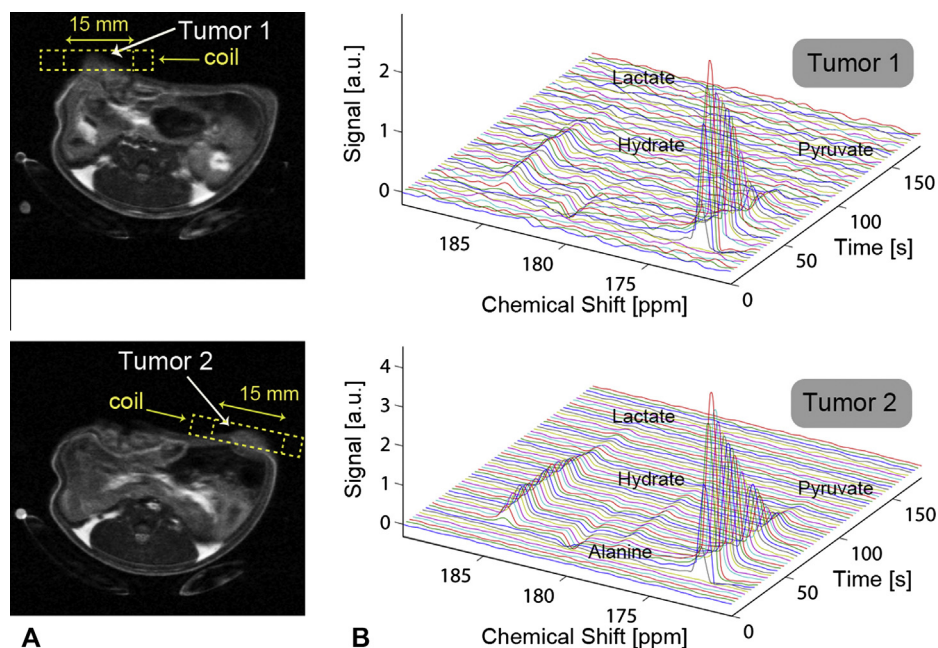 15 mm
Tumor 1
coil
Tumor 2
15 mm
coil
A
Signal [a.u.]
2
1
0
Lactate
Hydrate
Pyruvate
Tumor 1
185
180
175
Chemical Shift [ppm]
0
50
100
150
Time [s]
Signal [a.u.]
4
3
2
1
0
Lactate
Hydrate
Alanine
Pyruvate
Tumor 2
185
180
175
Chemical Shift [ppm]
0
50
100
150
Time [s]
B